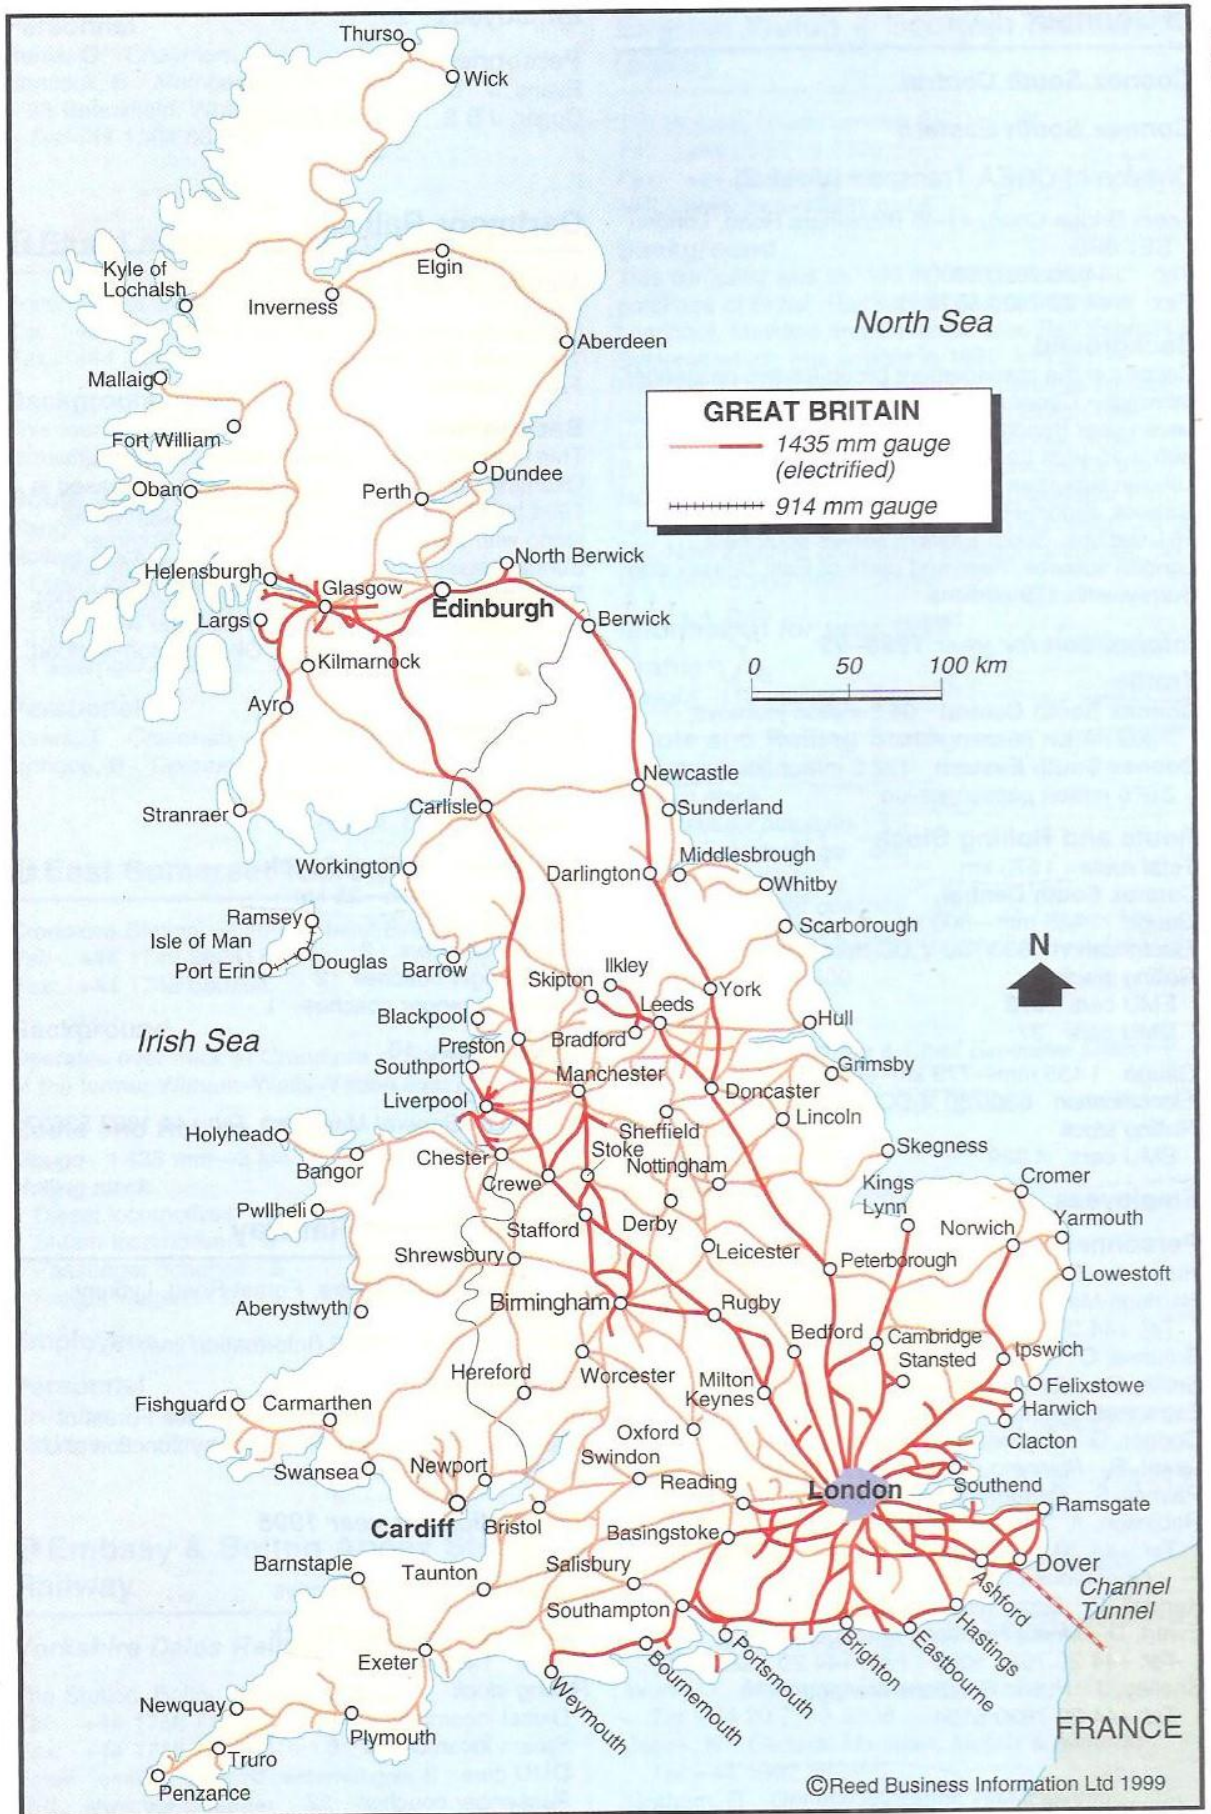 Thurso
Wick
Kyle of
Lochalsh
Elgin
Inverness
North Sea
Aberdeen
Mallaig
GREAT BRITAIN
1435 mm gauge
(electrified)
914 mm gauge
Fort William
Dundee
Oban
Perth
North Berwick
Helensburgh
Glasgow
Edinburgh
Largs
Berwick
Kilmarnock
0 50 100 km
Ayr
Newcastle
Carlisle
Sunderland
Stranraer
Middlesbrough
Workington
Darlington
Whitby
Ramsey
Scarborough
Isle of Man
Douglas
Port Erin
Barrow
N
Ilkley
Skipton
York
Leeds
Blackpool
Hull
Irish Sea
Preston
Bradford
Southport
Grimsby
Manchester
Doncaster
Liverpool
Lincoln
Sheffield
Holyhead
Stoke
Skegness
Chester
Bangor
Nottingham
Cromer
Crewe
Kings
Lynn
Pwllheli
Yarmouth
Stafford
Derby
Norwich
Shrewsbury
Leicester
Peterborough
Lowestoft
Birmingham
Rugby
Aberystwyth
Bedford
Cambridge
Ipswich
Stansted
Hereford
Worcester
Milton
Keynes
Felixstowe
Fishguard
Carmarthen
Harwich
Oxford
Clacton
Swindon
Swansea
Newport
Reading
London
Southend
Ramsgate
Cardiff
Bristol
Basingstoke
Barnstaple
Taunton
Salisbury
Dover
Ashford
Channel
Tunnel
Southampton
Hastings
Exeter
Brighton
Eastbourne
Portsmouth
Bournemouth
Weymouth
Newquay
Plymouth
FRANCE
Truro
Penzance
©Reed Business Information Ltd 1999